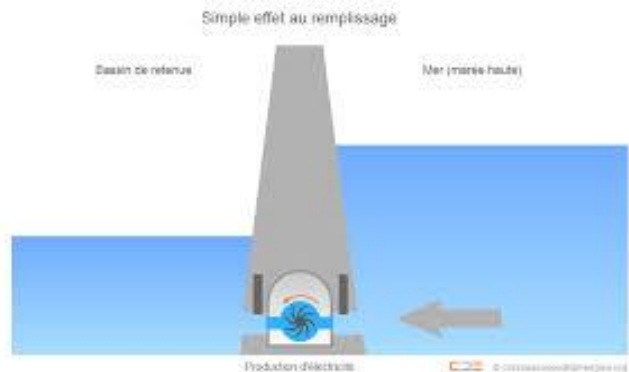 Simple effet au remplissage
Bassin de retenue
Mer (marée haute)
Production d'électricité